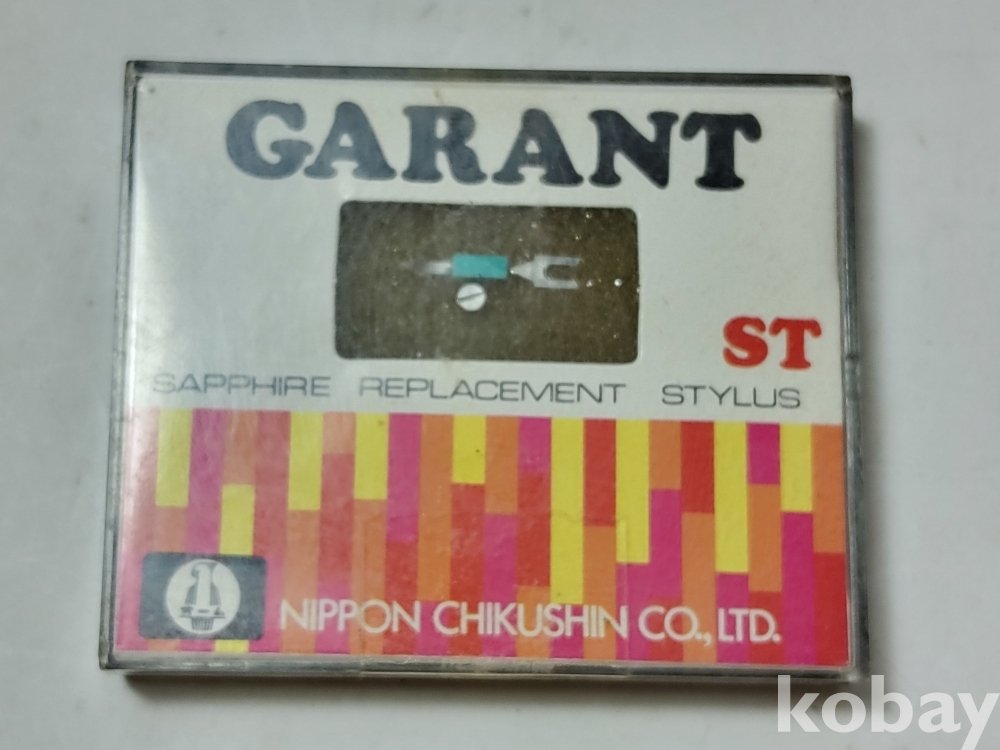 GARANT
ST
SAPPHIRE REPLACEMENT STYLUS
NIPPON CHIKUSHIN CO., LTD.
kobay